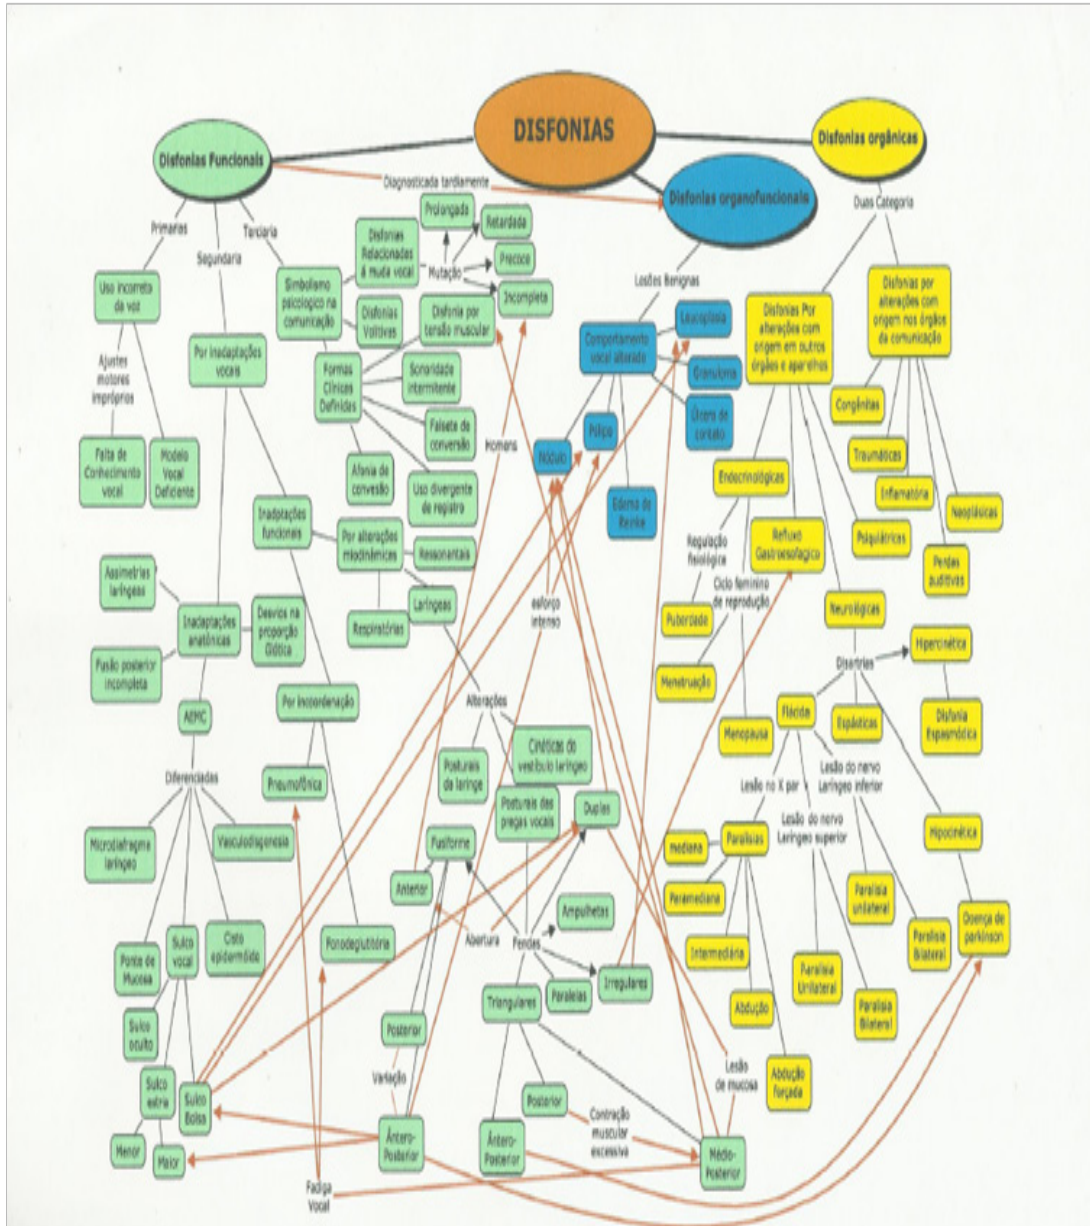 DISFONIAS
Disfonias Funcionais
Disfonias orgânicas
Disfonias organofuncionais
Diagnosticada tardiamente
Primarias
Segundaria
Terciaria
Duas Categoria
Lesões Benignas
Uso incorreto
da voz
Ajustes
motores
impróprios
Falta de
Conhecimento
vocal
Modelo
Vocal
Deficiente
Por inadaptações
vocais
Simbolismo
psicologico na
comunicação
Disfonias
Relacionadas
á muda vocal
Mutação
Prolongada
Retardada
Precoce
Incompleta
Disfonias
Volitivas
Formas
Clínicas
Definidas
Disfonia por
tensão muscular
Sonoridade
intermitente
Falsete de
conversão
Uso divergente
de registro
Afonia de
convesão
Homens
Inadptações
funcionais
Por alterações
miodinâmicas
Ressonantais
Laríngeas
Respiratórias
Assimetrias
laríngeas
Inadaptações
anatômicas
Desvios na
proporção
Glótica
Fusão posterior
incompleta
AEMC
Diferenciadas
Microdiafragma
laríngeo
Vasculodisgenesia
Ponte de
Mucosa
Sulco
vocal
Cisto
epidermóide
Sulco
oculto
Sulco
estria
Sulco
Bolsa
Menor
Maior
Por incoordenação
Pneumofônica
Fonodeglutitória
Fadiga
Vocal
Alterações
Posturais
da laringe
Cinéticas do
vestíbulo laríngeo
Posturais das
pregas vocais
Duplas
Fusiforme
Anterior
Abertura
Fendas
Ampulhetas
Irregulares
Paralelas
Triangulares
Posterior
Variação
Ântero-
Posterior
Posterior
Ântero-
Posterior
Contração
muscular
excessiva
Médio-
Posterior
Lesão
de mucosa
Comportamento
vocal alterado
Leucoplasia
Granuloma
Úlcera de
contato
Pólipo
Nódulo
Edema de
Reinke
esforço
intenso
Disfonias Por
alterações com
origem em outros
órgãos e aparelhos
Disfonias por
alterações com
origem nos órgãos
da comunicação
Congênitas
Traumáticas
Inflamatória
Neoplásicas
Perdas
auditivas
Endocrinológicas
Refluxo
Gastroesofagico
Psiquiátricas
Neurológicas
Regulação
fisiológica
Ciclo feminino
de reprodução
Puberdade
Menstruação
Menopausa
Disartries
Hipercinética
Disfonia
Espasmódica
Flácida
Espásticas
Hipocinética
Doença de
parkinson
Lesão no X par
Lesão do nervo
Laríngeo inferior
Lesão do nervo
Laríngeo superior
Paralisias
mediana
Paramediana
Intermediária
Abdução
Abdução
forçada
Paralisia
Unilateral
Paralisia
Bilateral
Paralisia
unilateral
Paralisia
Bilateral